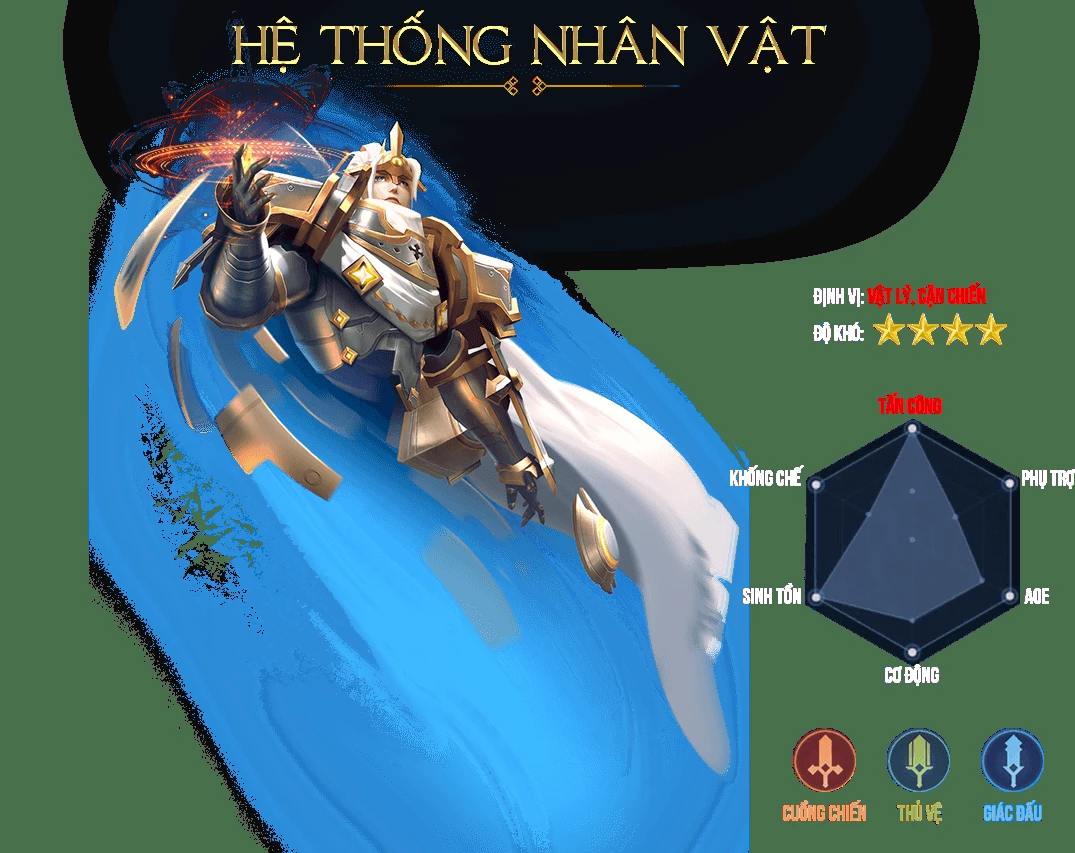 HỆ THỐNG NHÂN VẬT
ĐỊNH VỊ: VẬT LÝ, CẬN CHIẾN
ĐỘ KHÓ:
TẤN CÔNG
KHỐNG CHẾ
PHỤ TRỢ
SINH TỒN
AOE
CƠ ĐỘNG
CUỒNG CHIẾN
THỦ VỆ
GIÁC ĐẤU